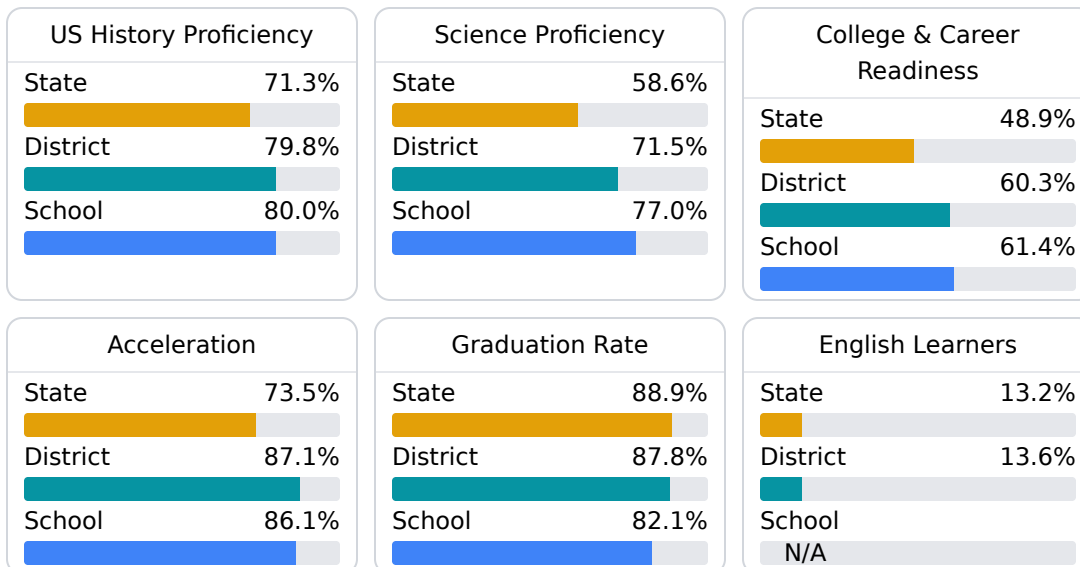 US History Proficiency
State 71.3%
District 79.8%
School 80.0%
Science Proficiency
State 58.6%
District 71.5%
School 77.0%
College & Career
Readiness
State 48.9%
District 60.3%
School 61.4%
Acceleration
State 73.5%
District 87.1%
School 86.1%
Graduation Rate
State 88.9%
District 87.8%
School 82.1%
English Learners
State 13.2%
District 13.6%
School
N/A